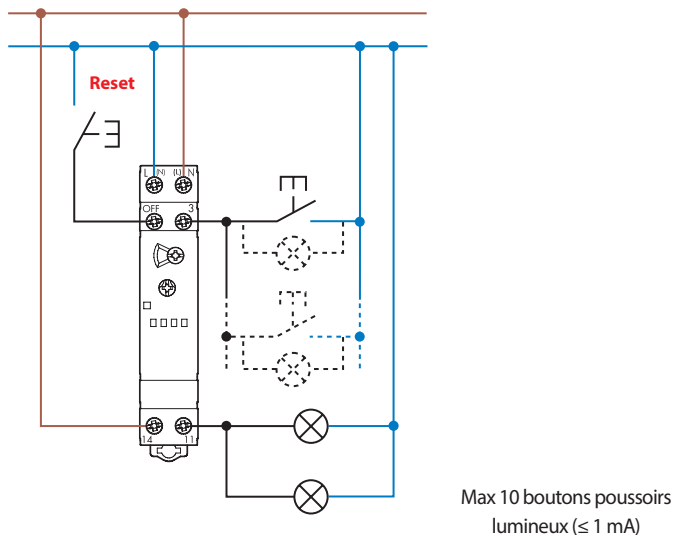 Reset
L (N) (L) N
OFF 3
14 11
Max 10 boutons poussoirs
lumineux (≤ 1 mA)